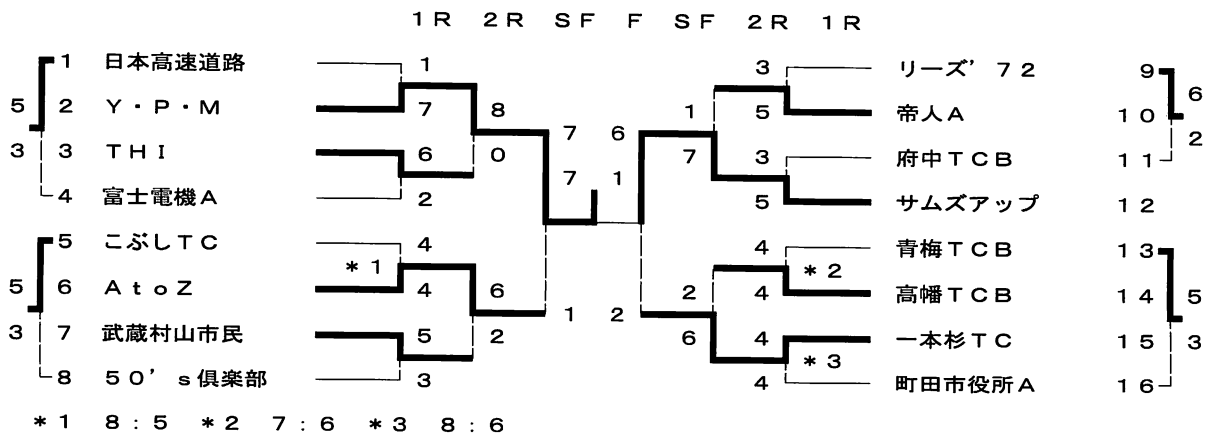 １Ｒ ２Ｒ ＳＦ Ｆ ＳＦ ２Ｒ １Ｒ
１ 日本高速道路 １ ３ リーズ’７２ ９
５ ２ Ｙ・Ｐ・Ｍ ７ ８ １ ５ 帝人Ａ １０ ６
３ ３ ＴＨＩ ６ ０ ７ ６ ７ ３ 府中ＴＣＢ １１ ２
４ 富士電機Ａ ２ ７ １ ５ サムズアップ １２
５ こぶしＴＣ ４ ４ 青梅ＴＣＢ １３
＊１ ＊２
５ ６ ＡｔｏＺ ４ ６ ２ ４ 高幡ＴＣＢ １４ ５
３ ７ 武蔵村山市民 ５ ２ １ ２ ６ ４ 一本杉ＴＣ １５ ３
＊３
８ ５０’ｓ倶楽部 ３ ４ 町田市役所Ａ １６
＊１ ８：５ ＊２ ７：６ ＊３ ８：６